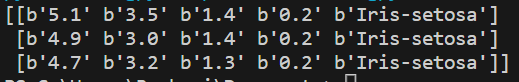 [[b'5.1' b'3.5' b'1.4' b'0.2' b'Iris-setosa']
[b'4.9' b'3.0' b'1.4' b'0.2' b'Iris-setosa']
[b'4.7' b'3.2' b'1.3' b'0.2' b'Iris-setosa']]